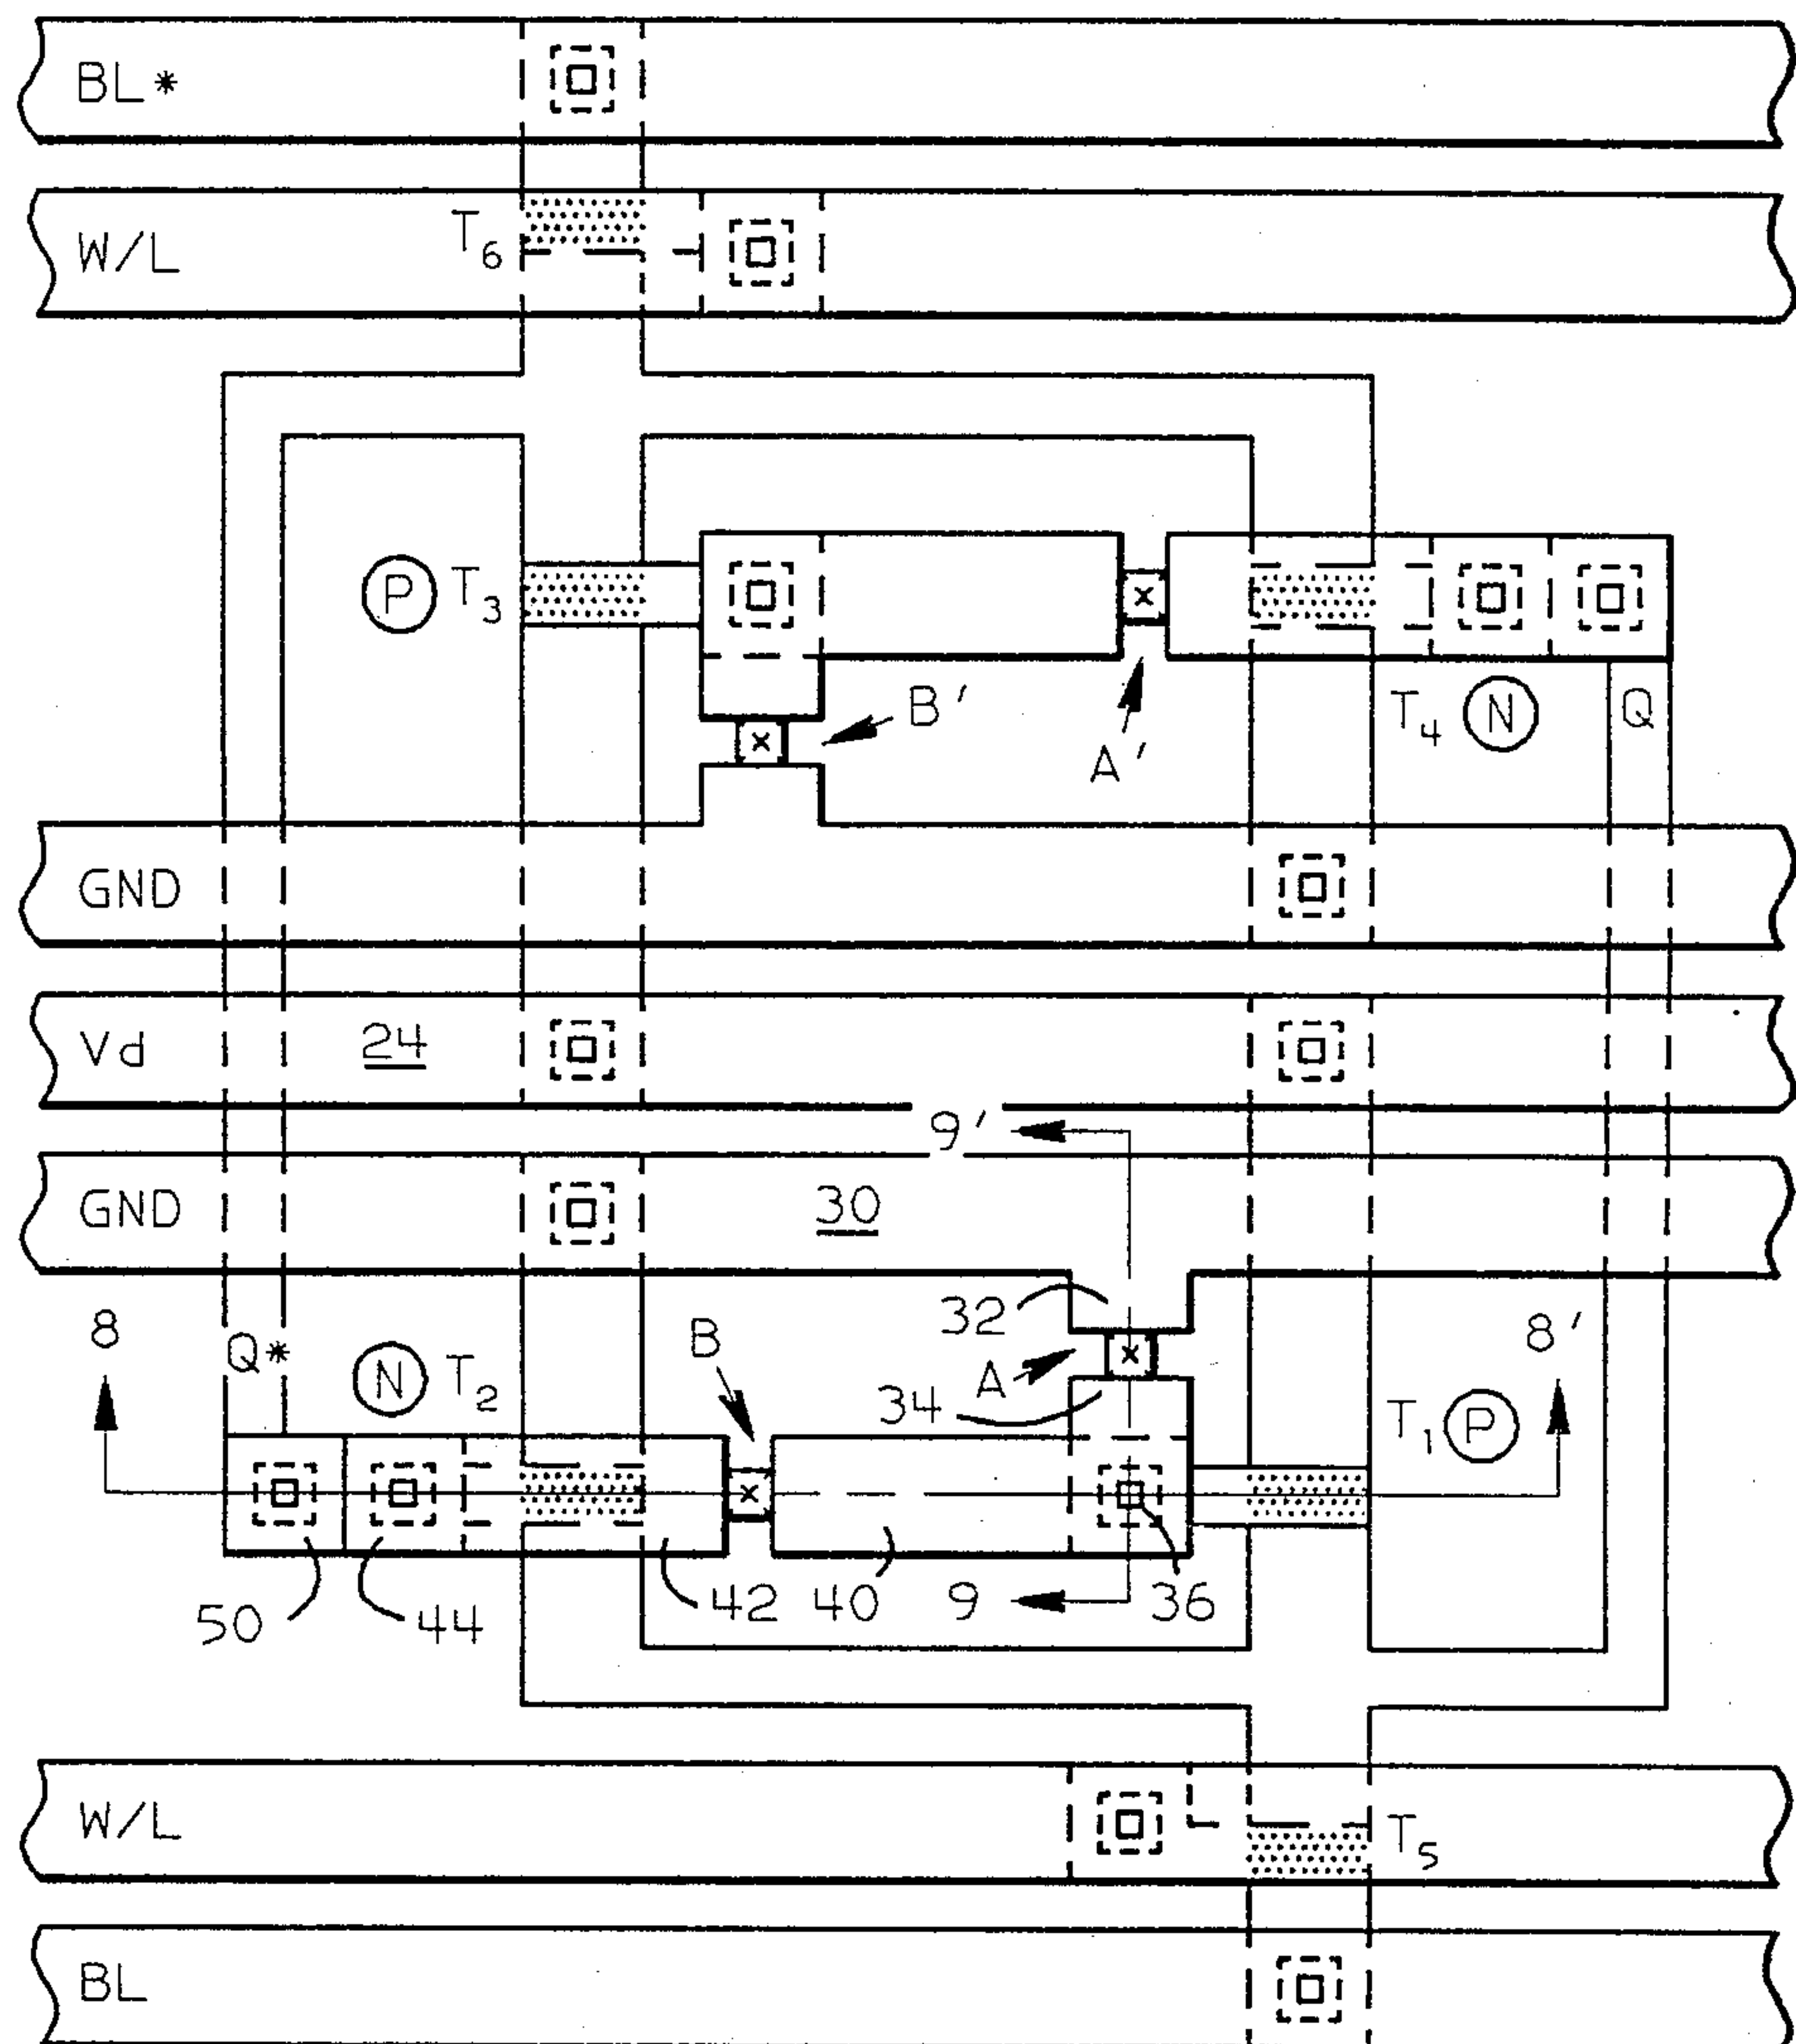 BL*
W/L T6
P T3
B' T4 N Q
A'
GND
Vd 24
9'
GND 30
8 Q* N T2 B 32 8'
A
34 T1 P
50 44 42 40 9 36
W/L T5
BL